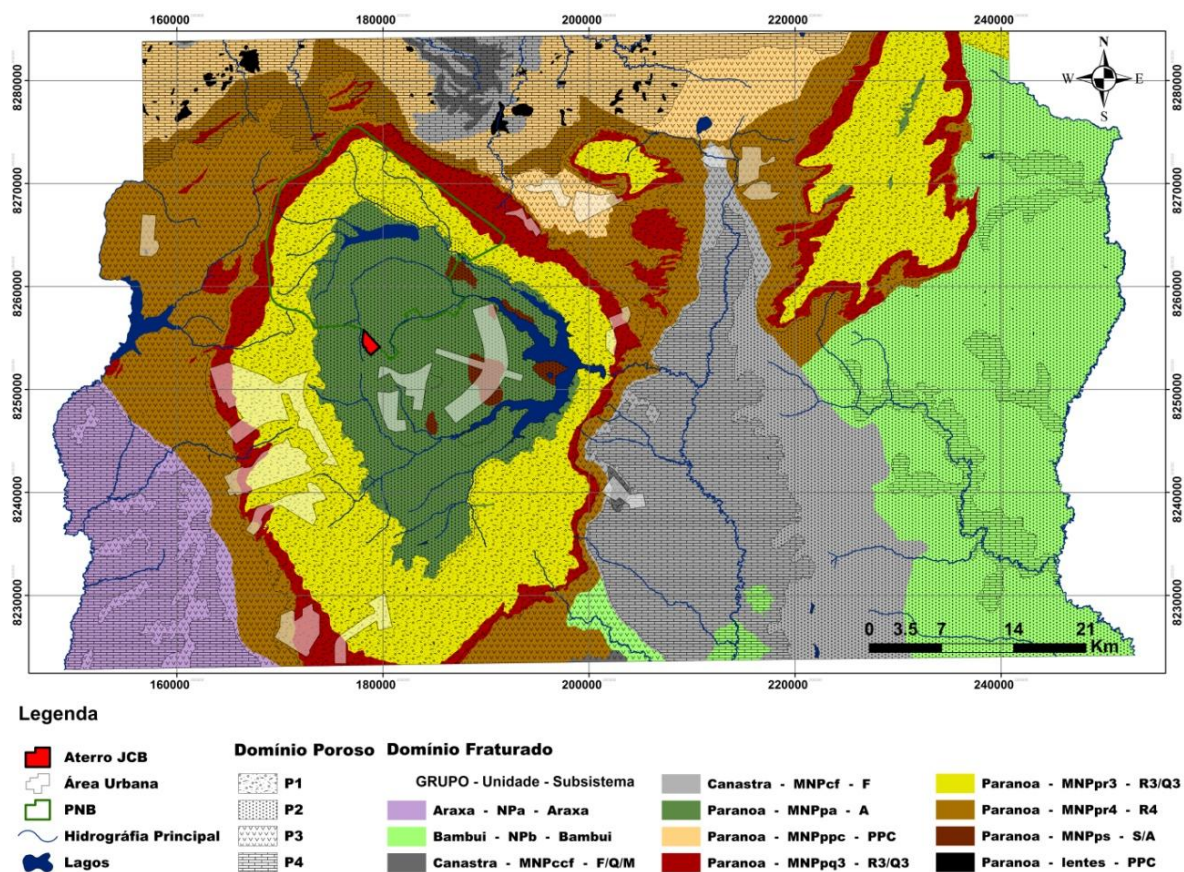 160000 180000 200000 220000 240000
N
W E
S
8280000 8280000
8270000 8270000
8260000 8260000
8250000 8250000
8240000 8240000
8230000 8230000
0 3.5 7 14 21
Km
160000 180000 200000 220000 240000
Legenda
Aterro JCB
Área Urbana
PNB
Hidrográfia Principal
Lagos
Domínio Poroso
P1
P2
P3
P4
Domínio Fraturado
GRUPO - Unidade - Subsistema
Araxa - NPa - Araxa
Bambui - NPb - Bambui
Canastra - MNPccf - F/Q/M
Canastra - MNPcf - F
Paranoa - MNPpa - A
Paranoa - MNPppc - PPC
Paranoa - MNPpq3 - R3/Q3
Paranoa - MNPpr3 - R3/Q3
Paranoa - MNPpr4 - R4
Paranoa - MNPps - S/A
Paranoa - lentes - PPC